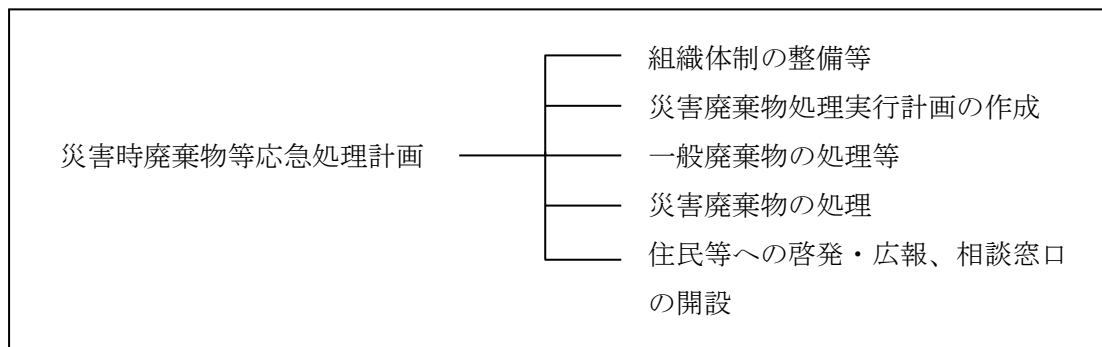 災害時廃棄物等応急処理計画
組織体制の整備等
災害廃棄物処理実行計画の作成
一般廃棄物の処理等
災害廃棄物の処理
住民等への啓発・広報、相談窓口
の開設